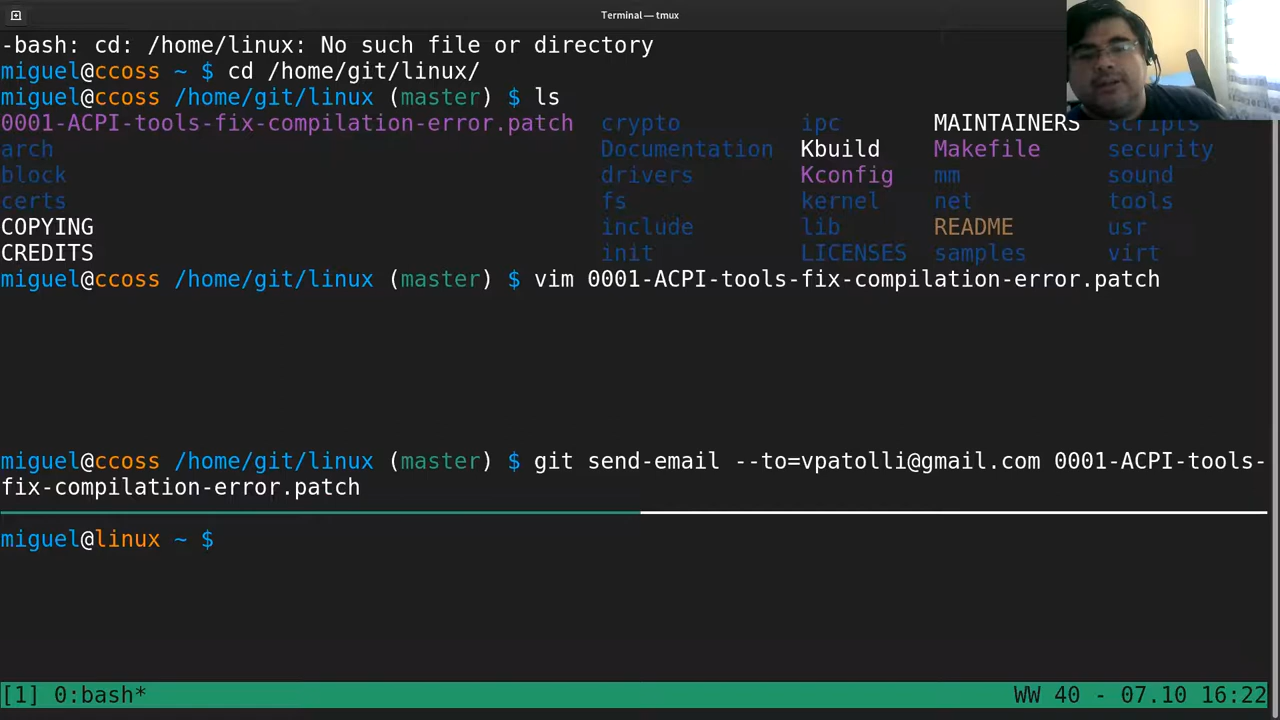 Terminal — tmux
-bash: cd: /home/linux: No such file or directory
miguel@ccoss ~ $ cd /home/git/linux/
miguel@ccoss /home/git/linux (master) $ ls
0001-ACPI-tools-fix-compilation-error.patch crypto ipc MAINTAINERS scripts
arch Documentation Kbuild Makefile security
block drivers Kconfig mm sound
certs fs kernel net tools
COPYING include lib README usr
CREDITS init LICENSES samples virt
miguel@ccoss /home/git/linux (master) $ vim 0001-ACPI-tools-fix-compilation-error.patch
miguel@ccoss /home/git/linux (master) $ git send-email --to=vpatolli@gmail.com 0001-ACPI-tools-
fix-compilation-error.patch
miguel@linux ~ $
[1] 0:bash* WW 40 - 07.10 16:22